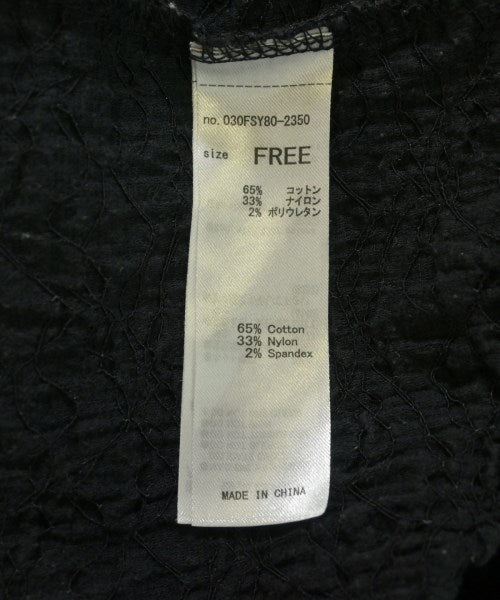 no. 030FSY80-2350
size FREE
65% コットン
33% ナイロン
2% ポリウレタン
65% Cotton
33% Nylon
2% Spandex
MADE IN CHINA